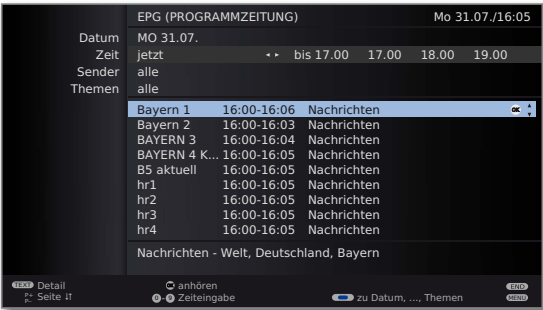 EPG (PROGRAMMZEITUNG) Mo 31.07./16:05
Datum MO 31.07.
Zeit jetzt bis 17.00 17.00 18.00 19.00
Sender alle
Themen alle
Bayern 1 16:00-16:06 Nachrichten OK
Bayern 2 16:00-16:03 Nachrichten
BAYERN 3 16:00-16:04 Nachrichten
BAYERN 4 K... 16:00-16:05 Nachrichten
B5 aktuell 16:00-16:05 Nachrichten
hr1 16:00-16:05 Nachrichten
hr2 16:00-16:05 Nachrichten
hr3 16:00-16:05 Nachrichten
hr4 16:00-16:05 Nachrichten
Nachrichten - Welt, Deutschland, Bayern
TEXT Detail OK anhören END
P+ P- Seite 0-9 Zeiteingabe zu Datum, ..., Themen MENU